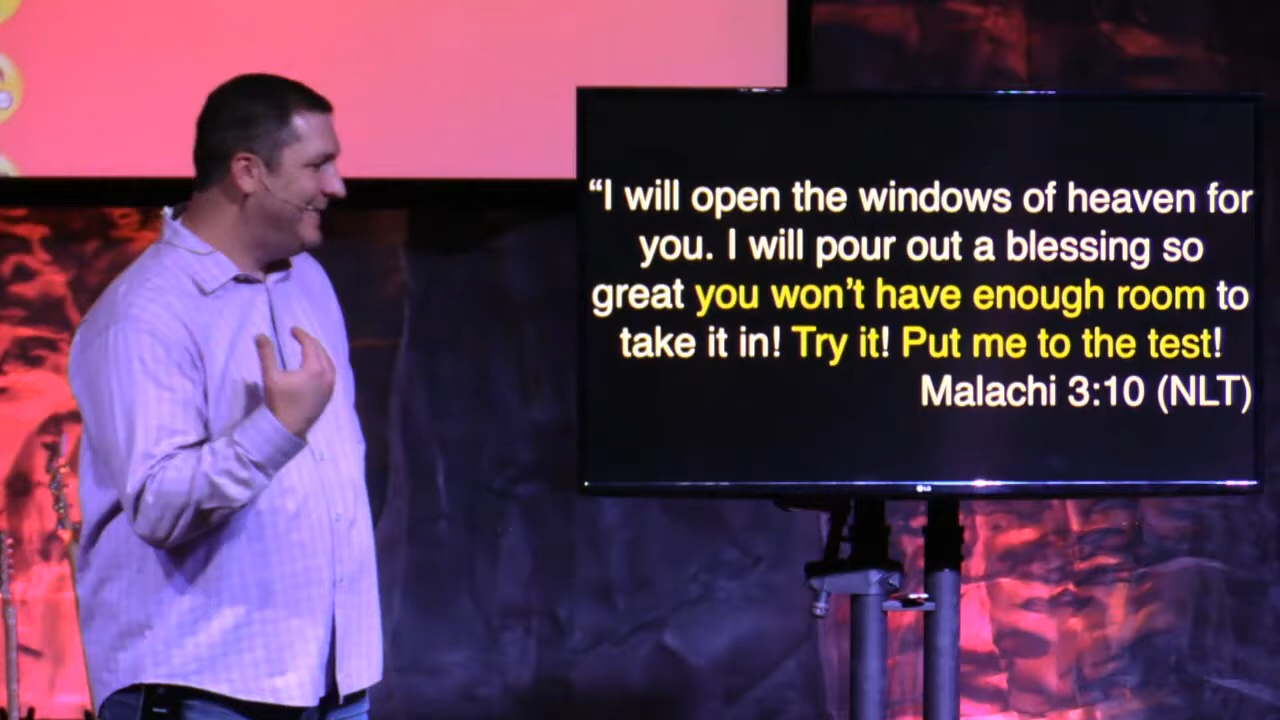 “I will open the windows of heaven for
you. I will pour out a blessing so
great you won’t have enough room to
take it in! Try it! Put me to the test!
Malachi 3:10 (NLT)
LG